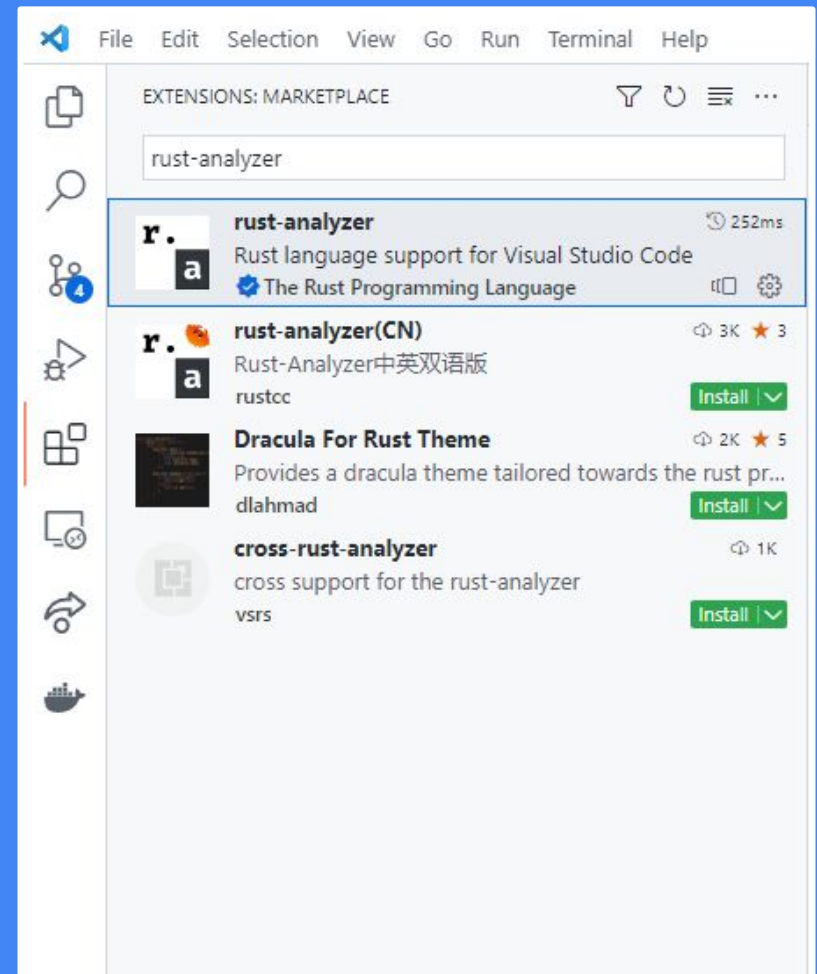 File Edit Selection View Go Run Terminal Help
EXTENSIONS: MARKETPLACE
rust-analyzer
rust-analyzer 252ms
Rust language support for Visual Studio Code
The Rust Programming Language
rust-analyzer(CN) 3K 3
Rust-Analyzer中英双语版
rustcc Install
Dracula For Rust Theme 2K 5
Provides a dracula theme tailored towards the rust pr...
dlahmad Install
cross-rust-analyzer 1K
cross support for the rust-analyzer
vsrs Install
r.
a
r.
a
4